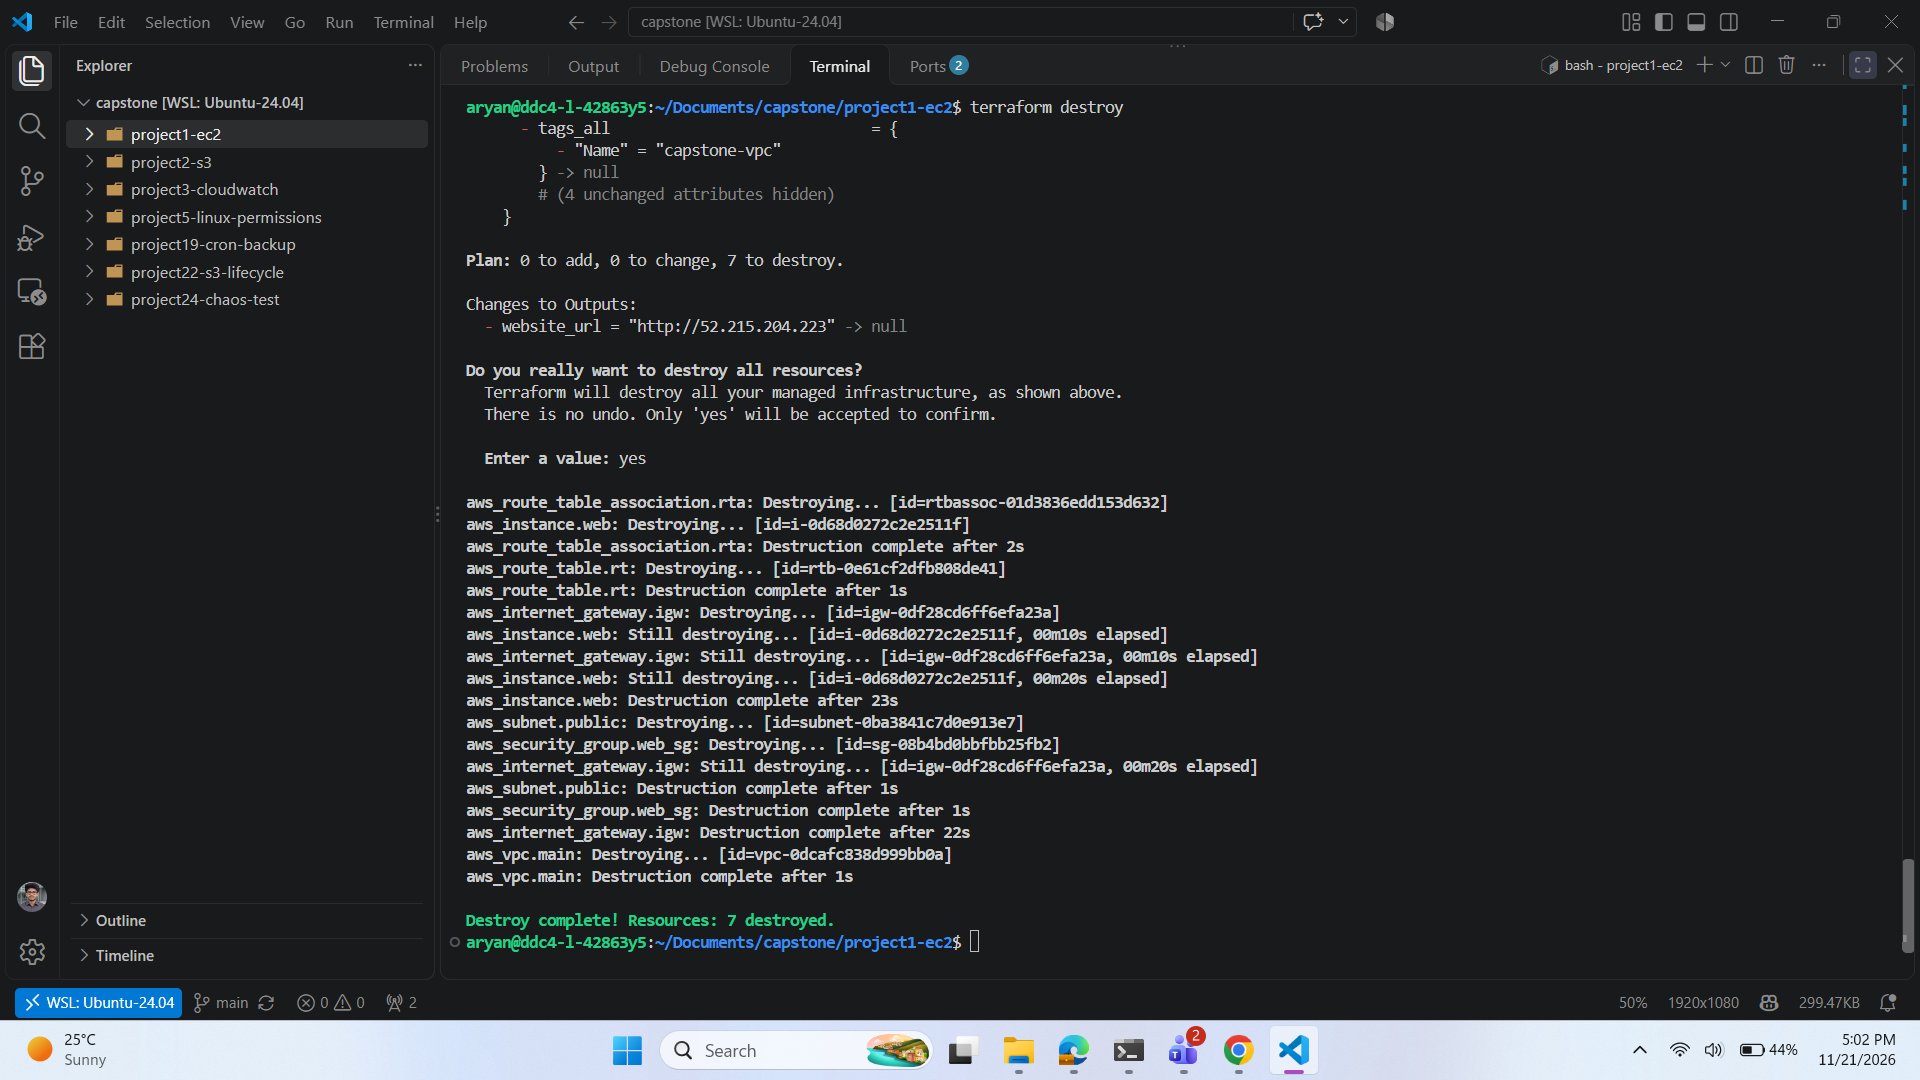 File Edit Selection View Go Run Terminal Help
capstone [WSL: Ubuntu-24.04]
Explorer
capstone [WSL: Ubuntu-24.04]
project1-ec2
project2-s3
project3-cloudwatch
project5-linux-permissions
project19-cron-backup
project22-s3-lifecycle
project24-chaos-test
Outline
Timeline
Problems Output Debug Console Terminal Ports 2
bash - project1-ec2
aryan@ddc4-l-42863y5:~/Documents/capstone/project1-ec2$ terraform destroy
- tags_all = {
- "Name" = "capstone-vpc"
} -> null
# (4 unchanged attributes hidden)
}
Plan: 0 to add, 0 to change, 7 to destroy.
Changes to Outputs:
- website_url = "http://52.215.204.223" -> null
Do you really want to destroy all resources?
Terraform will destroy all your managed infrastructure, as shown above.
There is no undo. Only 'yes' will be accepted to confirm.
Enter a value: yes
aws_route_table_association.rta: Destroying... [id=rtbassoc-01d3836edd153d632]
aws_instance.web: Destroying... [id=i-0d68d0272c2e2511f]
aws_route_table_association.rta: Destruction complete after 2s
aws_route_table.rt: Destroying... [id=rtb-0e61cf2dfb808de41]
aws_route_table.rt: Destruction complete after 1s
aws_internet_gateway.igw: Destroying... [id=igw-0df28cd6ff6efa23a]
aws_instance.web: Still destroying... [id=i-0d68d0272c2e2511f, 00m10s elapsed]
aws_internet_gateway.igw: Still destroying... [id=igw-0df28cd6ff6efa23a, 00m10s elapsed]
aws_instance.web: Still destroying... [id=i-0d68d0272c2e2511f, 00m20s elapsed]
aws_instance.web: Destruction complete after 23s
aws_subnet.public: Destroying... [id=subnet-0ba3841c7d0e913e7]
aws_security_group.web_sg: Destroying... [id=sg-08b4bd0bbfbb25fb2]
aws_internet_gateway.igw: Still destroying... [id=igw-0df28cd6ff6efa23a, 00m20s elapsed]
aws_subnet.public: Destruction complete after 1s
aws_security_group.web_sg: Destruction complete after 1s
aws_internet_gateway.igw: Destruction complete after 22s
aws_vpc.main: Destroying... [id=vpc-0dcafc838d999bb0a]
aws_vpc.main: Destruction complete after 1s
Destroy complete! Resources: 7 destroyed.
aryan@ddc4-l-42863y5:~/Documents/capstone/project1-ec2$
WSL: Ubuntu-24.04 main 0 0 2 50% 1920x1080 299.47KB
25°C
Sunny
Search
2
44%
5:02 PM
11/21/2026